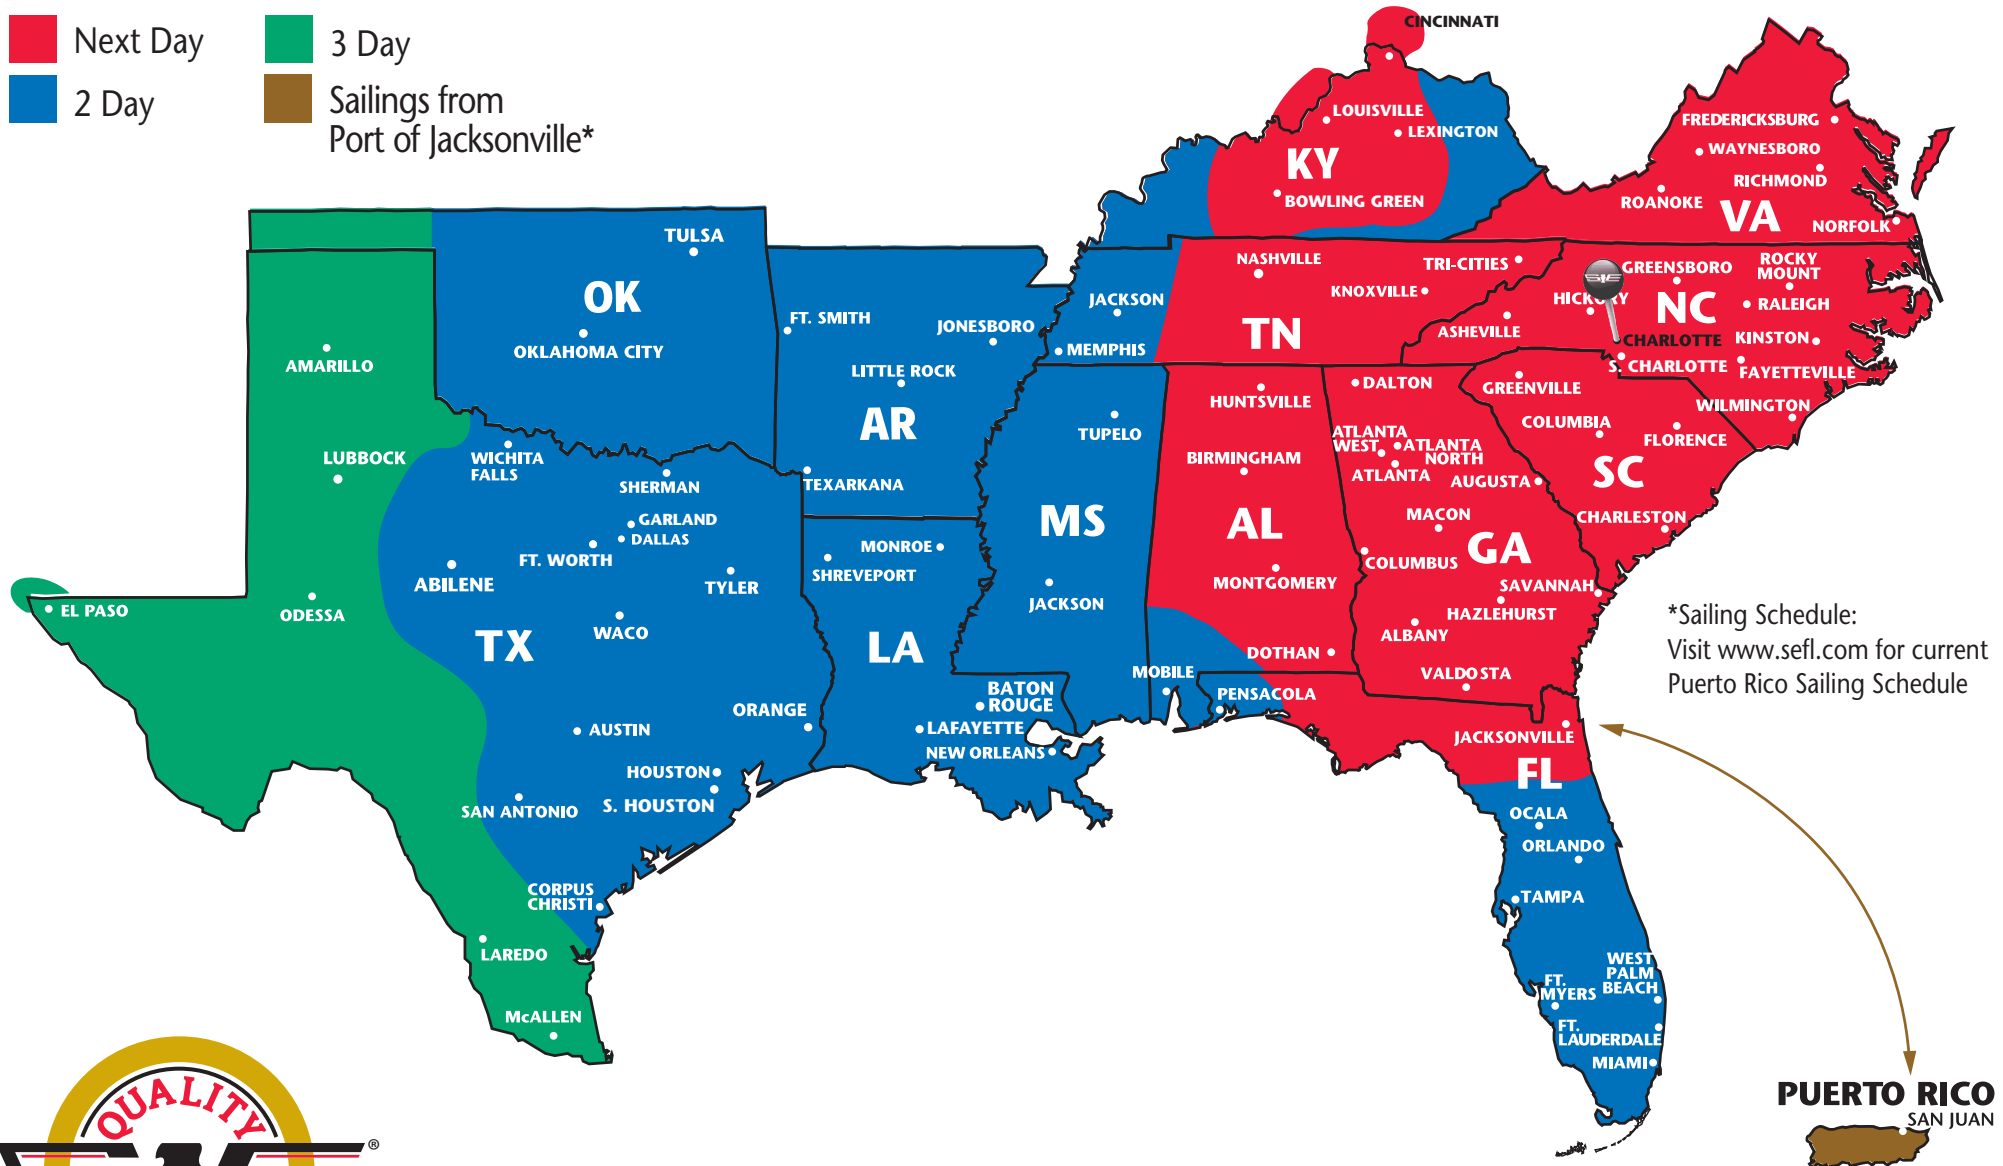 Next Day
3 Day
2 Day
Sailings from
Port of Jacksonville*
CINCINNATI
LOUISVILLE
LEXINGTON
KY
BOWLING GREEN
FREDERICKSBURG
WAYNESBORO
RICHMOND
ROANOKE
VA
NORFOLK
TULSA
OK
OKLAHOMA CITY
FT. SMITH
JONESBORO
LITTLE ROCK
AR
TEXARKANA
JACKSON
MEMPHIS
NASHVILLE
TRI-CITIES
KNOXVILLE
TN
GREENSBORO
ROCKY
MOUNT
HICKORY
NC
RALEIGH
ASHEVILLE
CHARLOTTE
KINSTON
S. CHARLOTTE
FAYETTEVILLE
WILMINGTON
AMARILLO
LUBBOCK
WICHITA
FALLS
SHERMAN
GARLAND
DALLAS
FT. WORTH
ABILENE
TYLER
EL PASO
ODESSA
WACO
TX
AUSTIN
ORANGE
HOUSTON
S. HOUSTON
SAN ANTONIO
CORPUS
CHRISTI
LAREDO
McALLEN
MONROE
SHREVEPORT
LA
BATON
ROUGE
LAFAYETTE
NEW ORLEANS
TUPELO
MS
JACKSON
HUNTSVILLE
BIRMINGHAM
AL
MONTGOMERY
DOTHAN
MOBILE
DALTON
ATLANTA
WEST
ATLANTA
NORTH
ATLANTA
AUGUSTA
MACON
GA
COLUMBUS
SAVANNAH
HAZLEHURST
ALBANY
VALDOSTA
GREENVILLE
COLUMBIA
FLORENCE
SC
CHARLESTON
PENSACOLA
JACKSONVILLE
FL
OCALA
ORLANDO
TAMPA
WEST
PALM
BEACH
FT.
MYERS
FT.
LAUDERDALE
MIAMI
*Sailing Schedule:
Visit www.sefl.com for current
Puerto Rico Sailing Schedule
PUERTO RICO
SAN JUAN
QUALITY
®